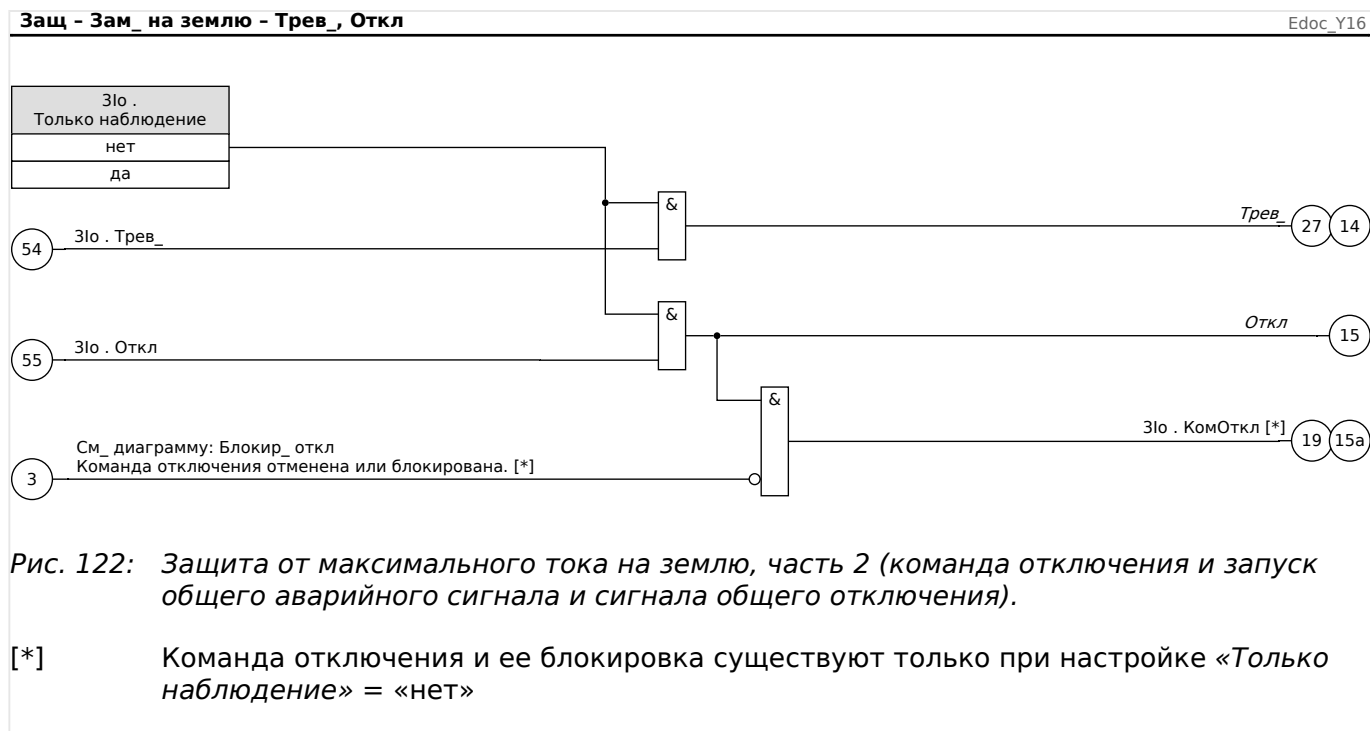 Защ – Зам_ на землю – Трев_, Откл
Edoc_Y16
3Io .
Только наблюдение
нет
да
&
54
3Io . Трев_
Трев_
27
14
&
55
3Io . Откл
Откл
15
&
3
См_ диаграмму: Блокир_ откл
Команда отключения отменена или блокирована. [*]
3Io . КомОткл [*]
19
15a
Рис. 122: Защита от максимального тока на землю, часть 2 (команда отключения и запуск
общего аварийного сигнала и сигнала общего отключения).
[*] Команда отключения и ее блокировка существуют только при настройке «Только
наблюдение» = «нет»